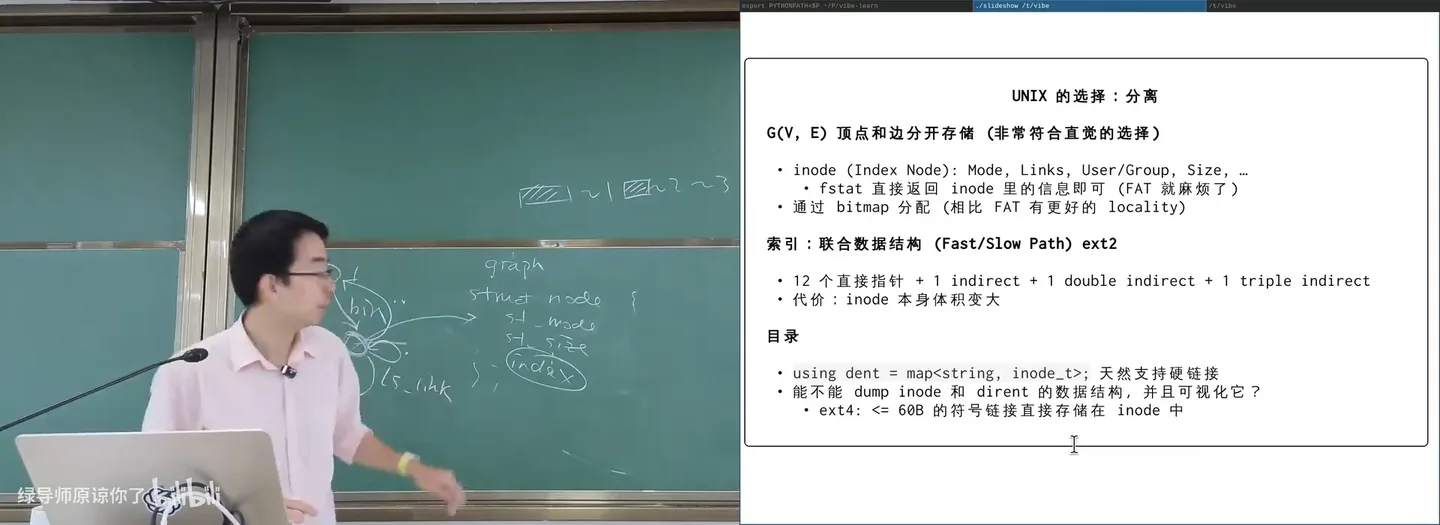 export PYTHONPATH=$P ~/P/vibe-learn
./slideshow /t/vibe
/t/vibe
UNIX 的选择：分离
G(V, E) 顶点和边分开存储 (非常符合直觉的选择)
• inode (Index Node): Mode, Links, User/Group, Size, …
• fstat 直接返回 inode 里的信息即可 (FAT 就麻烦了)
• 通过 bitmap 分配 (相比 FAT 有更好的 locality)
索引：联合数据结构 (Fast/Slow Path) ext2
• 12 个直接指针 + 1 indirect + 1 double indirect + 1 triple indirect
• 代价：inode 本身体积变大
目录
• using dent = map<string, inode_t>; 天然支持硬链接
• 能不能 dump inode 和 dirent 的数据结构，并且可视化它？
• ext4: <= 60B 的符号链接直接存储在 inode 中
~1 ~2 ~3
graph
struct node {
st_mode
st_size
index
};
bin
..
.
is_link
绿导师原谅你了
bilibili